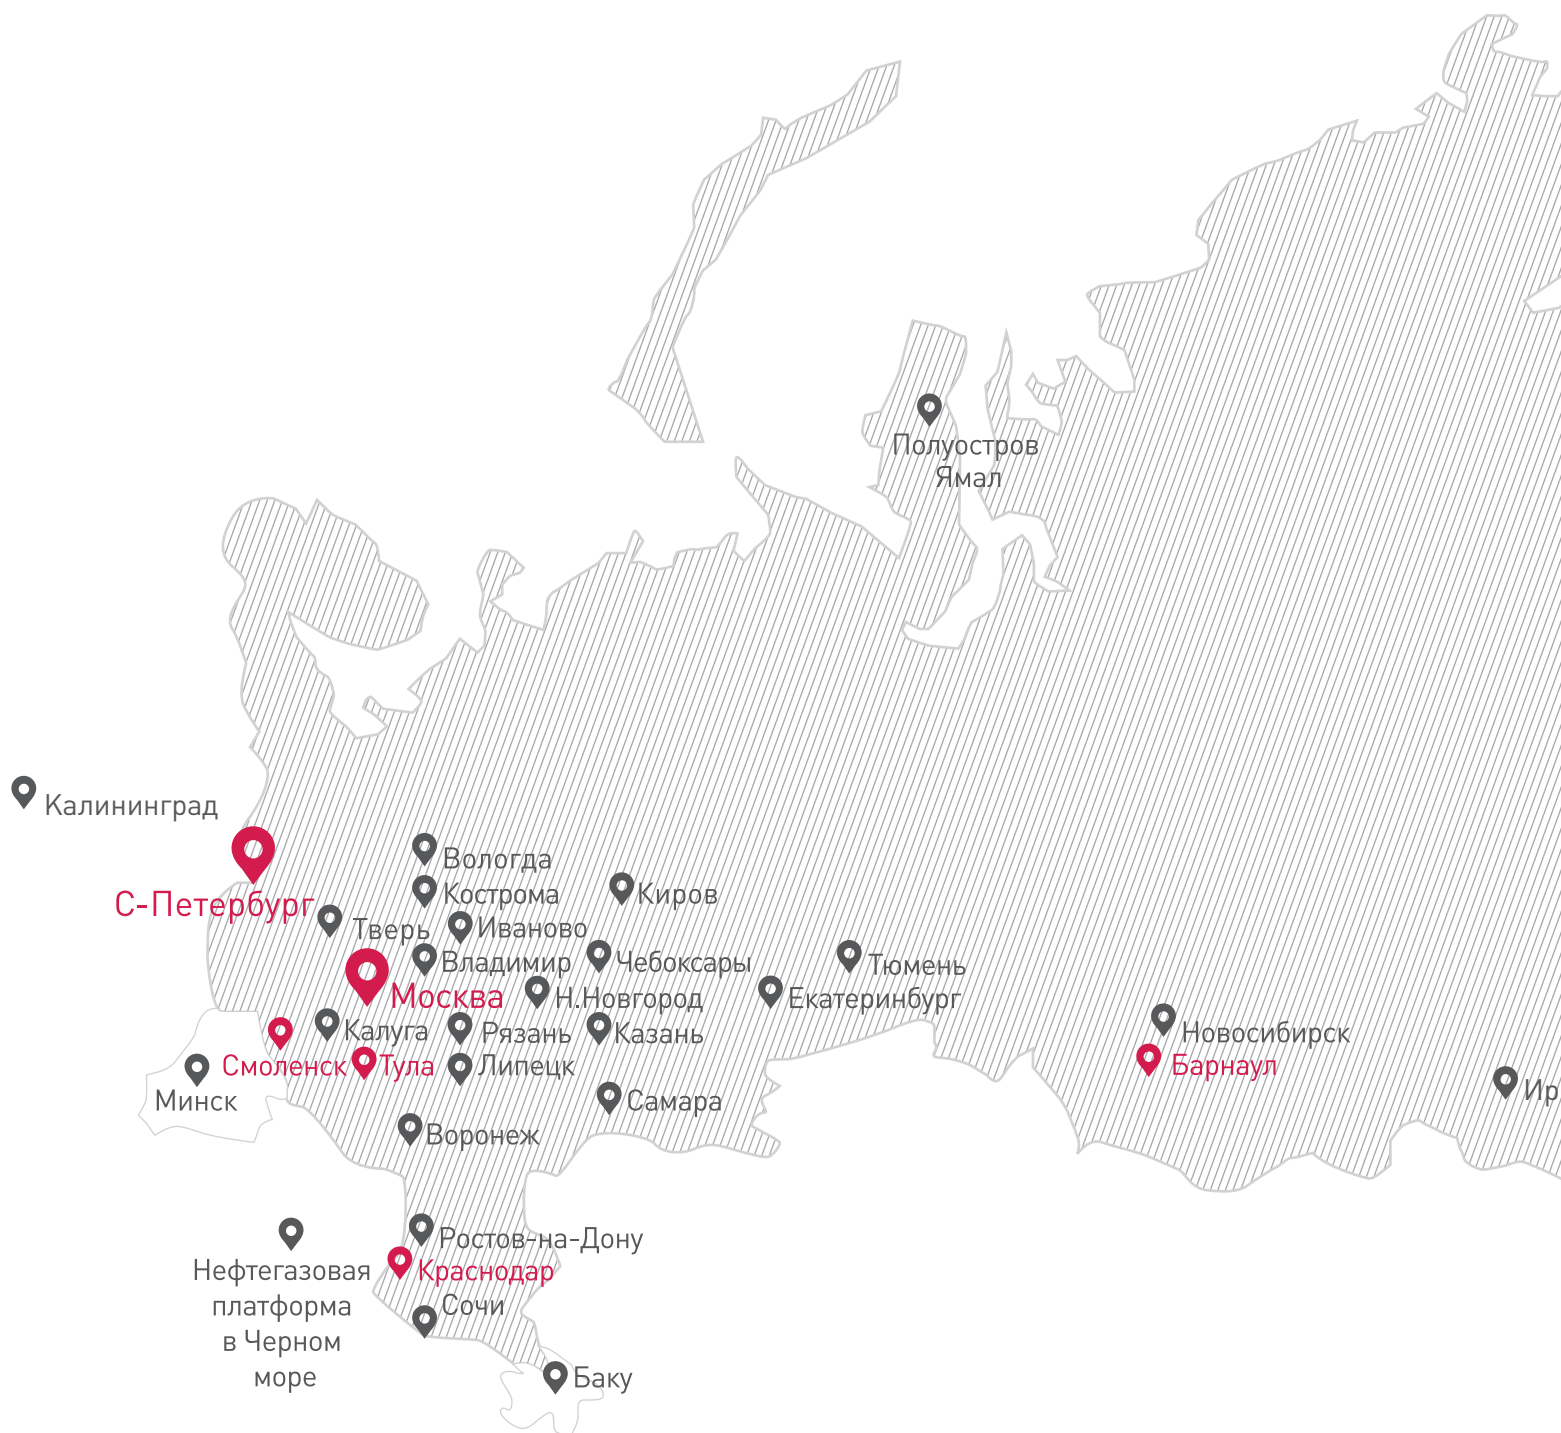 Полуостров
Ямал
Калининград
С-Петербург
Вологда
Кострома
Киров
Тверь
Иваново
Владимир
Чебоксары
Тюмень
Москва
Н.Новгород
Екатеринбург
Калуга
Рязань
Казань
Новосибирск
Смоленск
Тула
Липецк
Барнаул
Минск
Самара
Ир
Воронеж
Ростов-на-Дону
Нефтегазовая
платформа
в Черном
море
Краснодар
Сочи
Баку